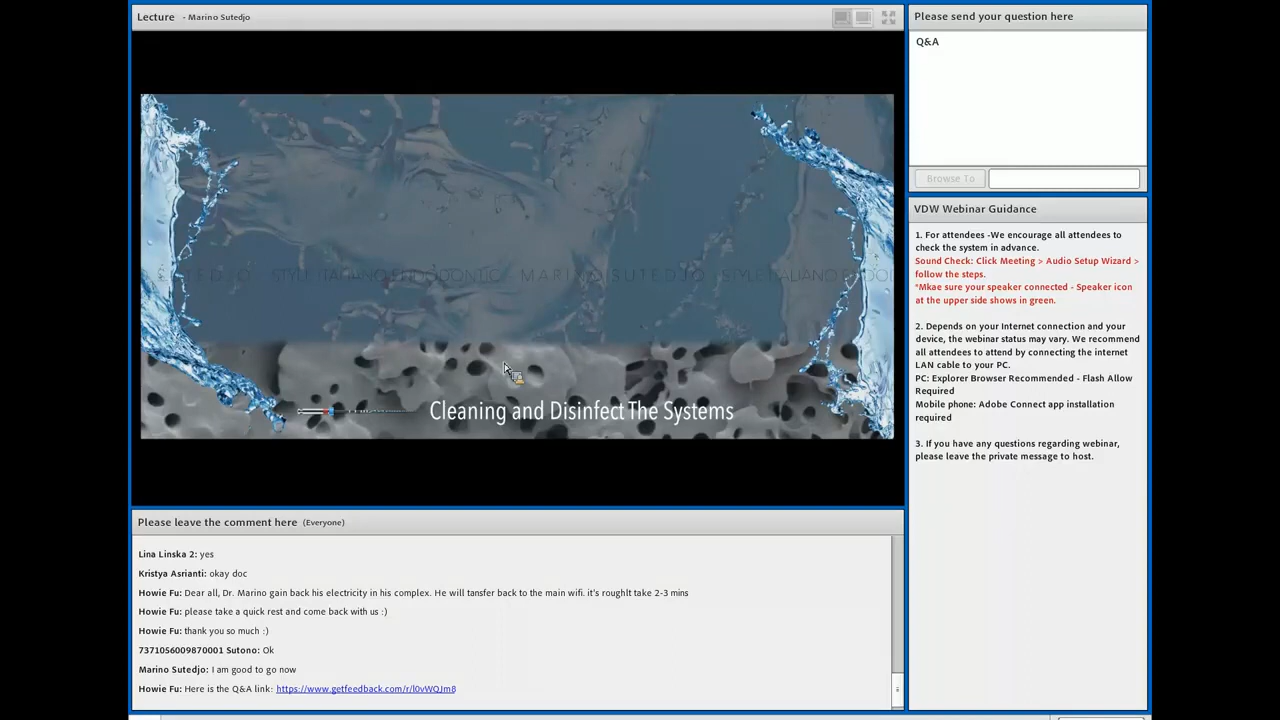 Lecture - Marino Sutedjo
S U T E D J O STYLE ITALIANO ENDODONTIC - M A R I N O S U T E D J O - STYLE ITALIANO ENDOD
Cleaning and Disinfect The Systems
Please leave the comment here (Everyone)
Lina Linska 2: yes
Kristya Asrianti: okay doc
Howie Fu: Dear all, Dr. Marino gain back his electricity in his complex. He will tansfer back to the main wifi. it's roughlt take 2-3 mins
Howie Fu: please take a quick rest and come back with us :)
Howie Fu: thank you so much :)
7371056009870001 Sutono: Ok
Marino Sutedjo: I am good to go now
Howie Fu: Here is the Q&A link: https://www.getfeedback.com/r/l0vWQJm8
Please send your question here
Q&A
Browse To
VDW Webinar Guidance
1. For attendees -We encourage all attendees to
check the system in advance.
Sound Check: Click Meeting > Audio Setup Wizard >
follow the steps.
*Mkae sure your speaker connected - Speaker icon
at the upper side shows in green.
2. Depends on your Internet connection and your
device, the webinar status may vary. We recommend
all attendees to attend by connecting the internet
LAN cable to your PC.
PC: Explorer Browser Recommended - Flash Allow
Required
Mobile phone: Adobe Connect app installation
required
3. If you have any questions regarding webinar,
please leave the private message to host.